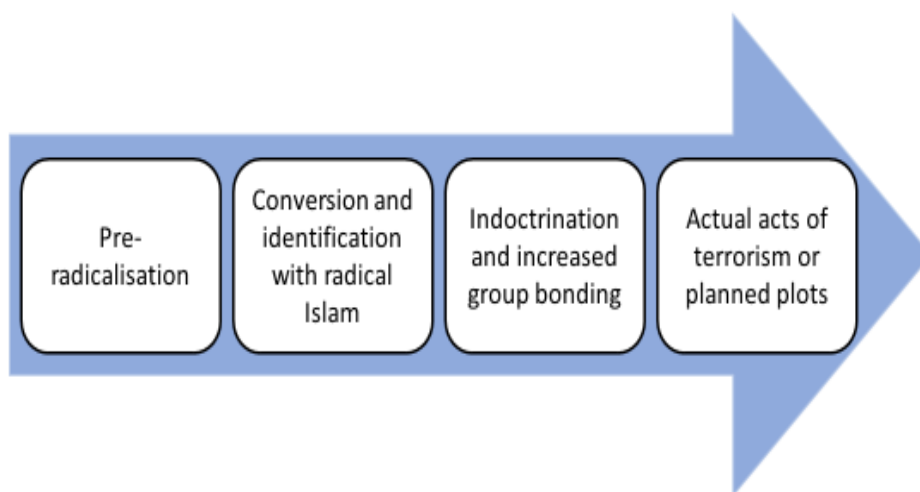 Pre-
radicalisation
Conversion and
identification
with radical
Islam
Indoctrination
and increased
group bonding
Actual acts of
terrorism or
planned plots